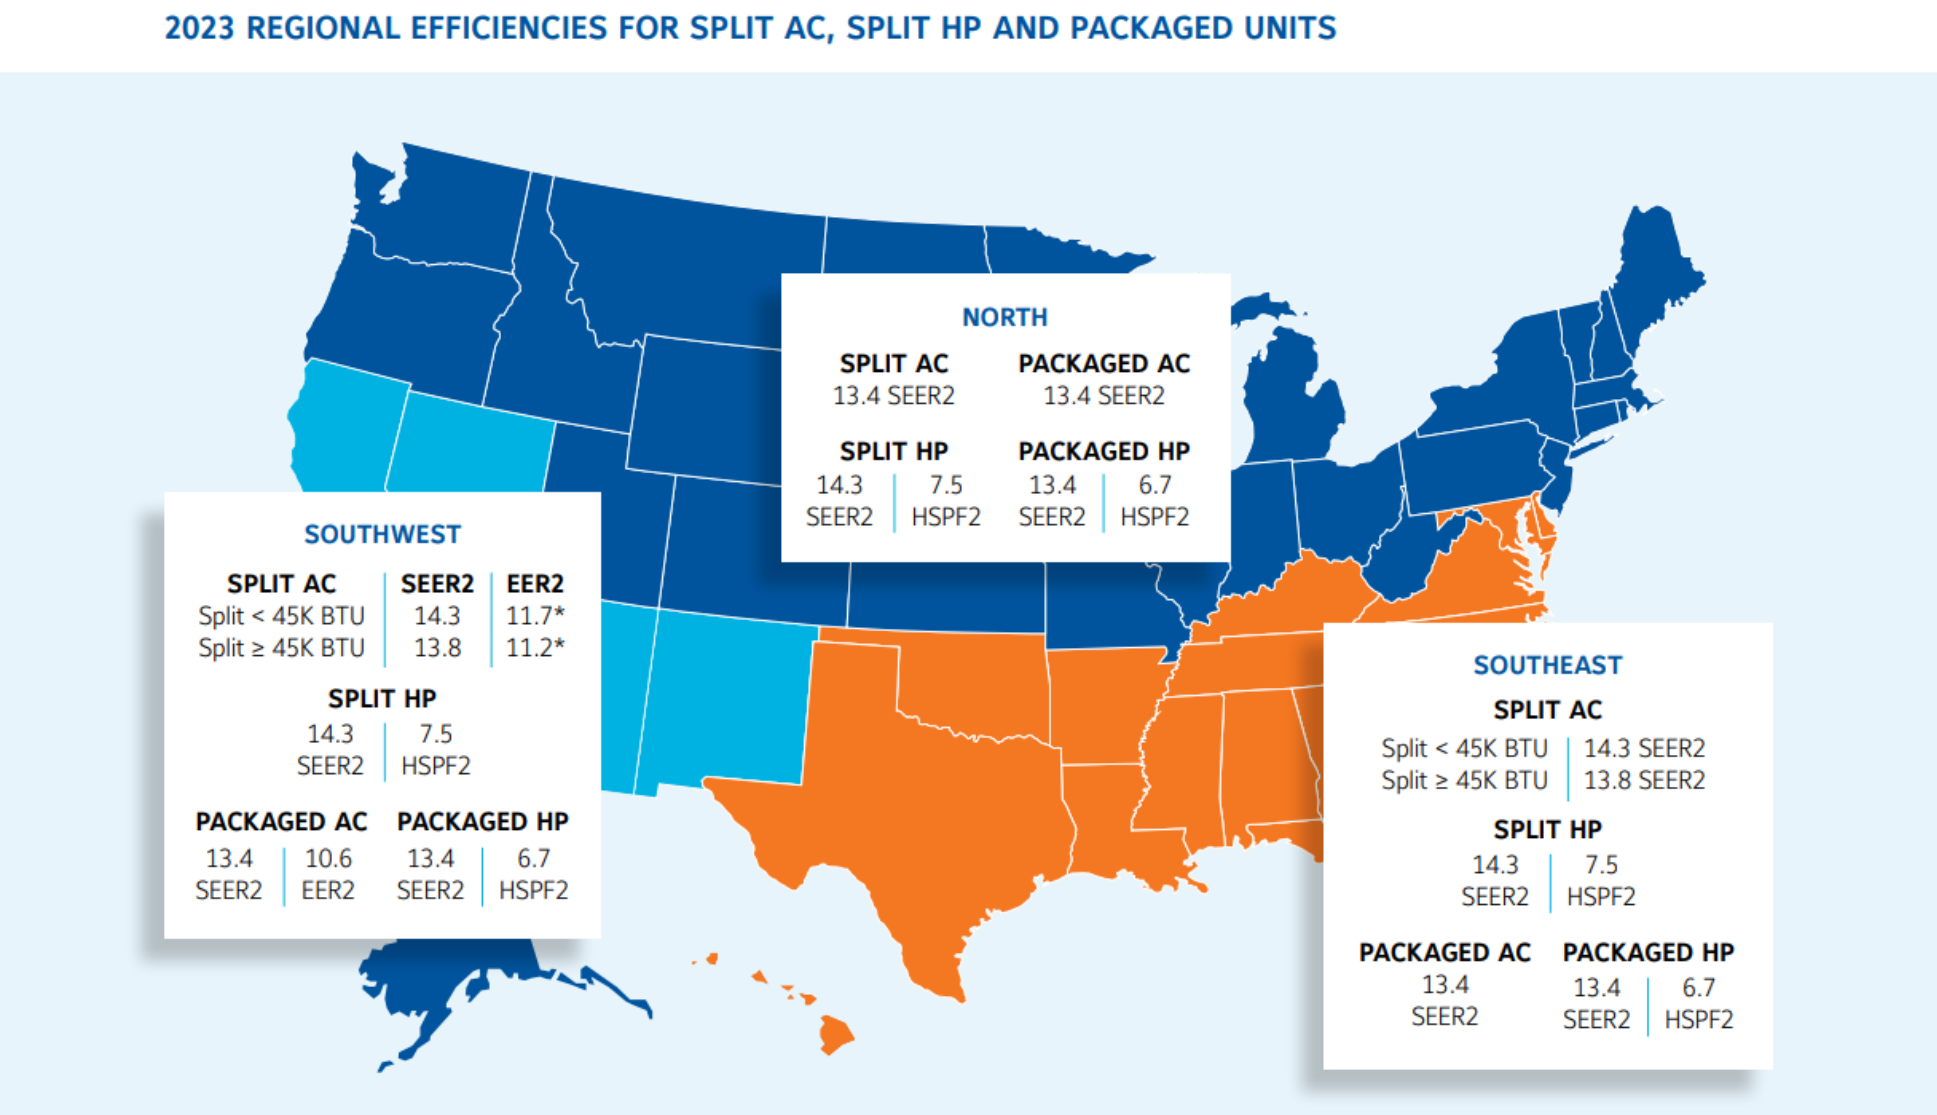 2023 REGIONAL EFFICIENCIES FOR SPLIT AC, SPLIT HP AND PACKAGED UNITS
NORTH
SPLIT AC PACKAGED AC
13.4 SEER2 13.4 SEER2
SPLIT HP PACKAGED HP
14.3 7.5 13.4 6.7
SEER2 HSPF2 SEER2 HSPF2
SOUTHWEST
SPLIT AC SEER2 EER2
Split < 45K BTU 14.3 11.7*
Split ≥ 45K BTU 13.8 11.2*
SPLIT HP
14.3 7.5
SEER2 HSPF2
PACKAGED AC PACKAGED HP
13.4 10.6 13.4 6.7
SEER2 EER2 SEER2 HSPF2
SOUTHEAST
SPLIT AC
Split < 45K BTU 14.3 SEER2
Split ≥ 45K BTU 13.8 SEER2
SPLIT HP
14.3 7.5
SEER2 HSPF2
PACKAGED AC PACKAGED HP
13.4 13.4 6.7
SEER2 SEER2 HSPF2